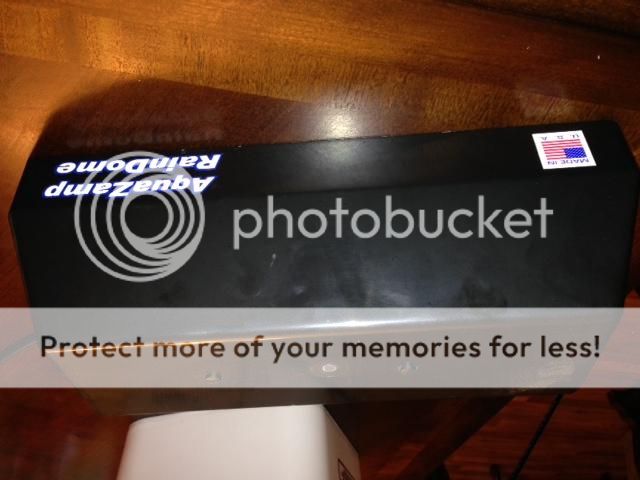 AquaZamp
RainDome
MADE IN
U. S. A.
photobucket
Protect more of your memories for less!